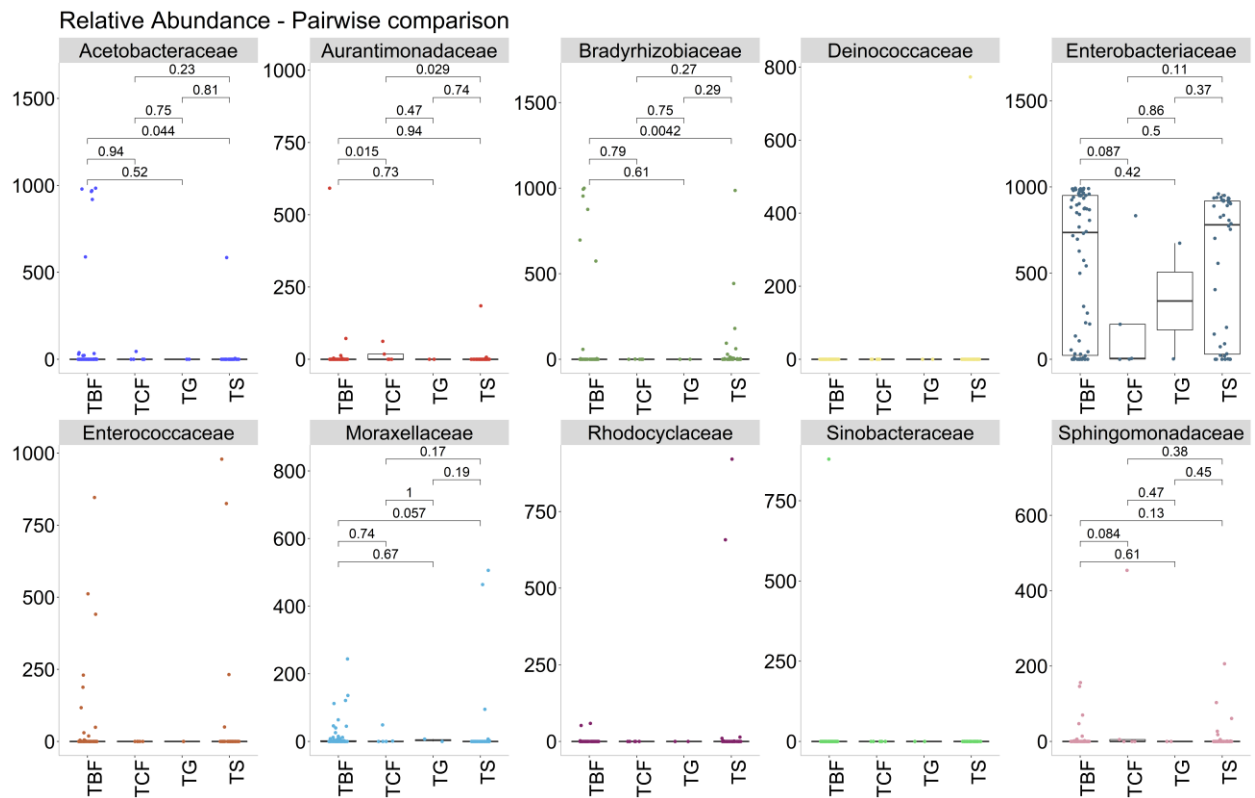 Relative Abundance - Pairwise comparison
Acetobacteraceae Aurantimonadaceae Bradyrhizobiaceae Deinococcaceae Enterobacteriaceae
0.23 0.029 0.27 0.11
0.81 0.74 0.29 0.37
0.75 0.47 0.75 0.86
0.044 0.94 0.0042 0.5
0.94 0.015 0.79 0.087
0.52 0.73 0.61 0.42
1500 1000 500 0
1000 750 500 250 0
1500 1000 500 0
800 600 400 200 0
1500 1000 500 0
TBF TCF TG TS TBF TCF TG TS TBF TCF TG TS TBF TCF TG TS TBF TCF TG TS
Enterococcaceae Moraxellaceae Rhodocyclaceae Sinobacteraceae Sphingomonadaceae
0.17 0.38
0.19 0.45
1 0.47
0.057 0.13
0.74 0.084
0.67 0.61
1000 750 500 250 0
800 600 400 200 0
750 500 250 0
750 500 250 0
600 400 200 0
TBF TCF TG TS TBF TCF TG TS TBF TCF TG TS TBF TCF TG TS TBF TCF TG TS